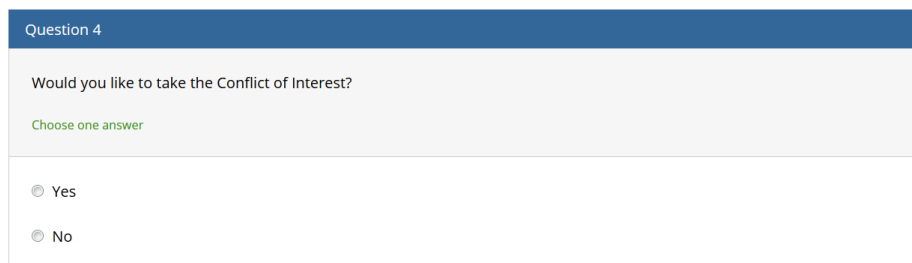 Question 4
Would you like to take the Conflict of Interest?
Choose one answer
Yes
No